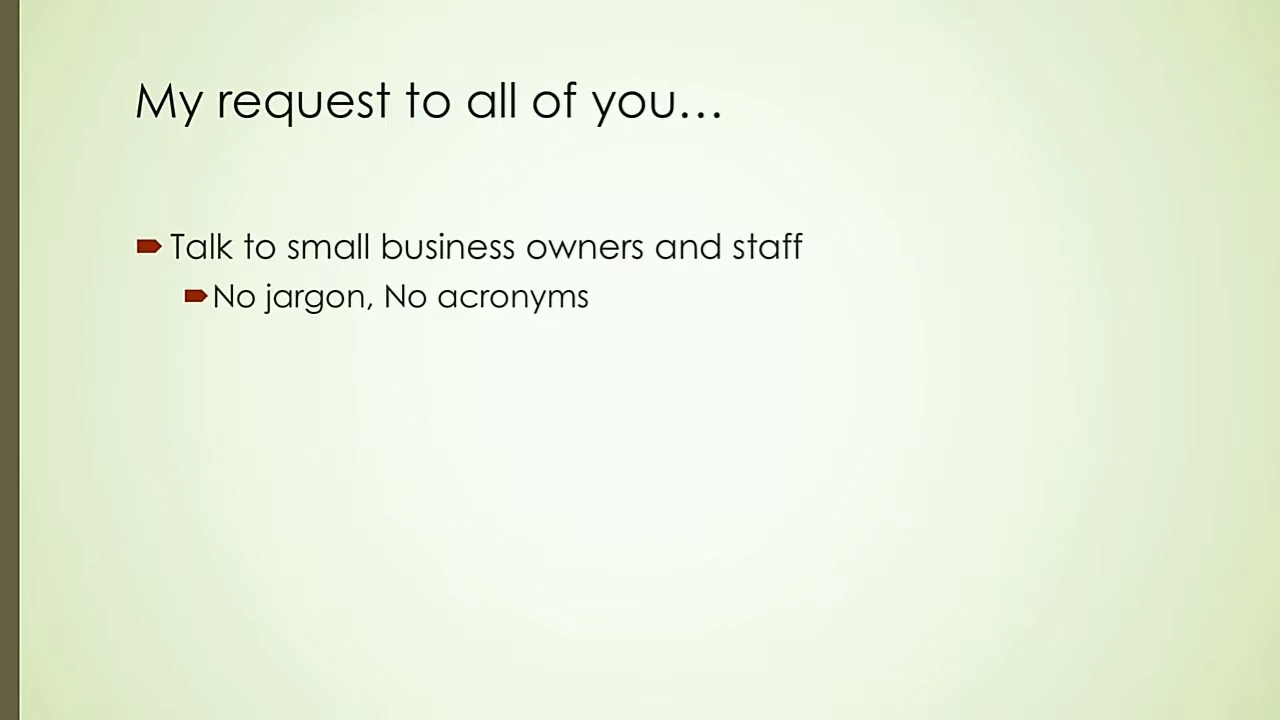 My request to all of you…
Talk to small business owners and staff
No jargon, No acronyms